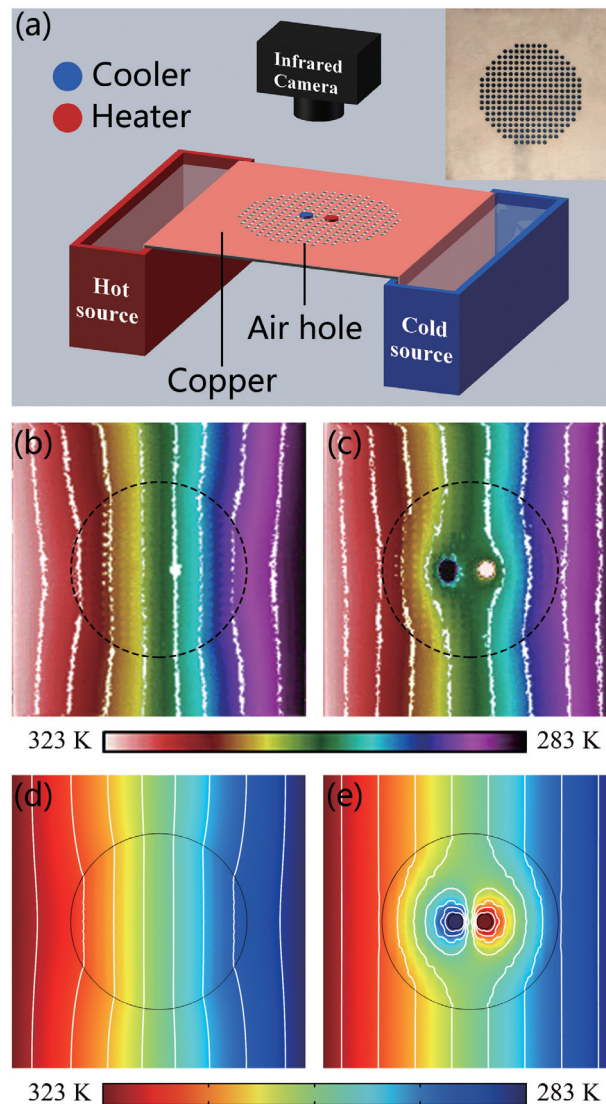 (a)
Cooler
Heater
Infrared
Camera
Hot
source
Air hole
Copper
Cold
source
(b)
(c)
323 K
283 K
(d)
(e)
323 K
283 K